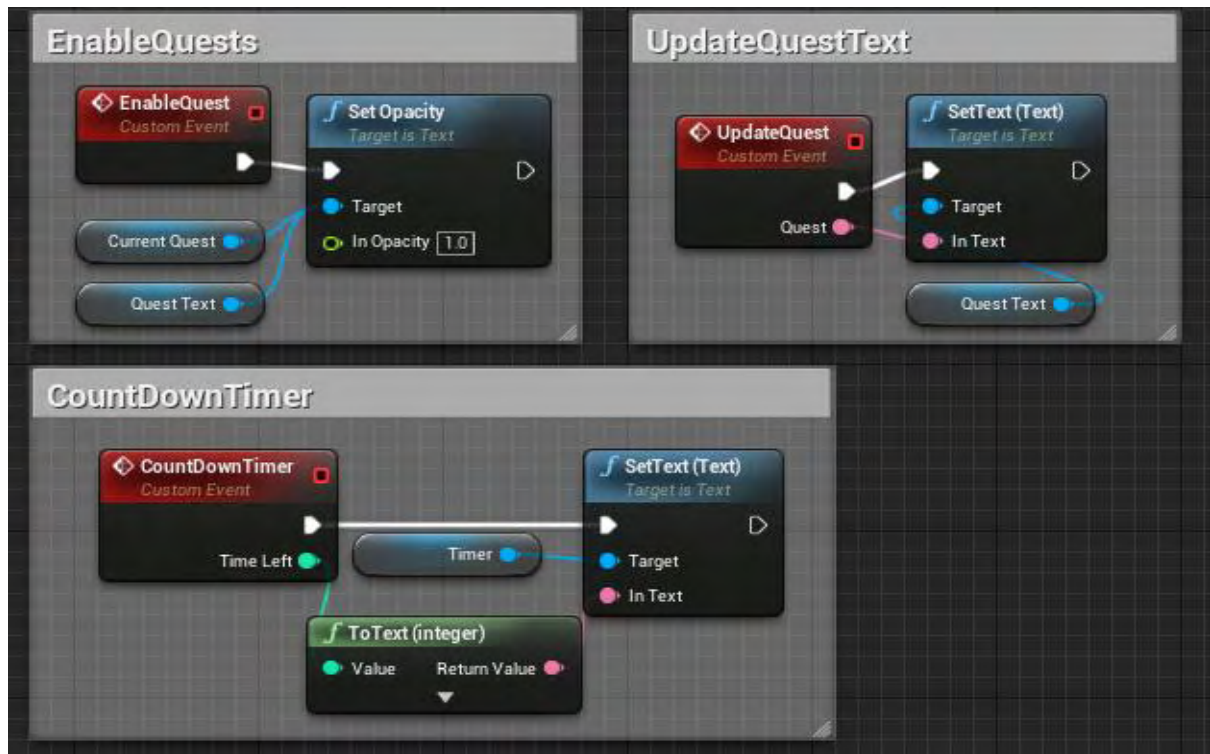 EnableQuests
EnableQuest
Custom Event
Set Opacity
Target is Text
Target
Current Quest
In Opacity 1.0
Quest Text
UpdateQuestText
UpdateQuest
Custom Event
SetText (Text)
Target is Text
Target
Quest
In Text
Quest Text
CountDownTimer
CountDownTimer
Custom Event
SetText (Text)
Target is Text
Time Left
Timer
Target
In Text
ToText (integer)
Value Return Value